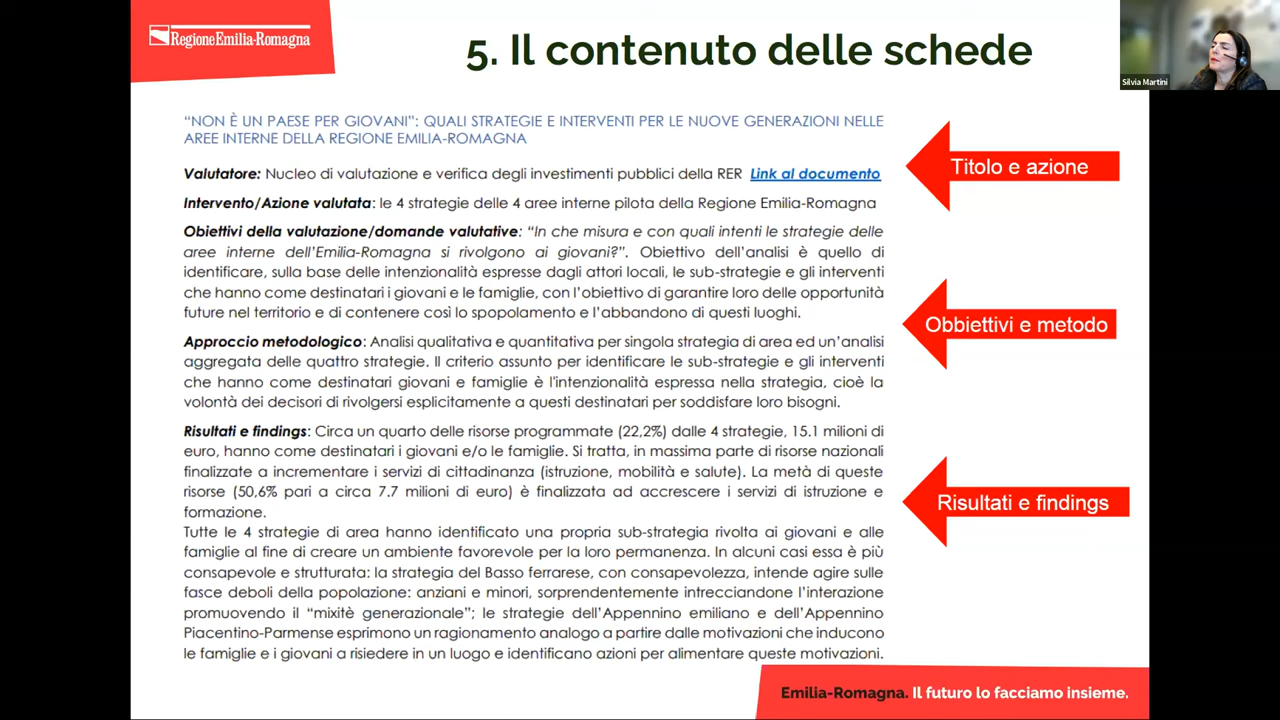 RegioneEmilia-Romagna
5. Il contenuto delle schede
Silvia Martini
“NON È UN PAESE PER GIOVANI”: QUALI STRATEGIE E INTERVENTI PER LE NUOVE GENERAZIONI NELLE
AREE INTERNE DELLA REGIONE EMILIA-ROMAGNA
Valutatore: Nucleo di valutazione e verifica degli investimenti pubblici della RER Link al documento
Intervento/Azione valutata: le 4 strategie delle 4 aree interne pilota della Regione Emilia-Romagna
Titolo e azione
Obiettivi della valutazione/domande valutative: “In che misura e con quali intenti le strategie delle
aree interne dell’Emilia-Romagna si rivolgono ai giovani?”. Obiettivo dell’analisi è quello di
identificare, sulla base delle intenzionalità espresse dagli attori locali, le sub-strategie e gli interventi
che hanno come destinatari i giovani e le famiglie, con l’obiettivo di garantire loro delle opportunità
future nel territorio e di contenere così lo spopolamento e l’abbandono di questi luoghi.
Approccio metodologico: Analisi qualitativa e quantitativa per singola strategia di area ed un’analisi
aggregata delle quattro strategie. Il criterio assunto per identificare le sub-strategie e gli interventi
che hanno come destinatari giovani e famiglie è l'intenzionalità espressa nella strategia, cioè la
volontà dei decisori di rivolgersi esplicitamente a questi destinatari per soddisfare loro bisogni.
Obbiettivi e metodo
Risultati e findings: Circa un quarto delle risorse programmate (22,2%) dalle 4 strategie, 15.1 milioni di
euro, hanno come destinatari i giovani e/o le famiglie. Si tratta, in massima parte di risorse nazionali
finalizzate a incrementare i servizi di cittadinanza (istruzione, mobilità e salute). La metà di queste
risorse (50,6% pari a circa 7.7 milioni di euro) è finalizzata ad accrescere i servizi di istruzione e
formazione.
Tutte le 4 strategie di area hanno identificato una propria sub-strategia rivolta ai giovani e alle
famiglie al fine di creare un ambiente favorevole per la loro permanenza. In alcuni casi essa è più
consapevole e strutturata: la strategia del Basso ferrarese, con consapevolezza, intende agire sulle
fasce deboli della popolazione: anziani e minori, sorprendentemente intrecciandone l’interazione
promuovendo il “mixitè generazionale”; le strategie dell’Appennino emiliano e dell’Appennino
Piacentino-Parmense esprimono un ragionamento analogo a partire dalle motivazioni che inducono
le famiglie e i giovani a risiedere in un luogo e identificano azioni per alimentare queste motivazioni.
Risultati e findings
Emilia-Romagna. Il futuro lo facciamo insieme.